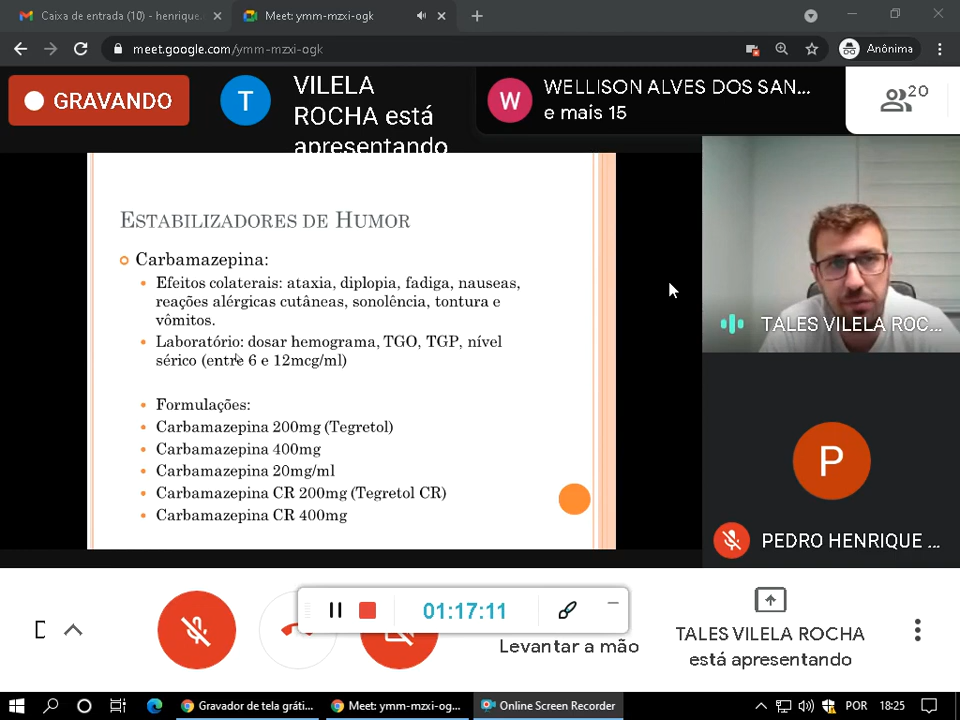 Caixa de entrada (10) - henrique.
Meet: ymm-mzxi-ogk
meet.google.com/ymm-mzxi-ogk
Anônima
GRAVANDO
T
VILELA
ROCHA está
apresentando
W
WELLISON ALVES DOS SAN...
e mais 15
20
ESTABILIZADORES DE HUMOR
Carbamazepina:
Efeitos colaterais: ataxia, diplopia, fadiga, nauseas,
reações alérgicas cutâneas, sonolência, tontura e
vômitos.
Laboratório: dosar hemograma, TGO, TGP, nível
sérico (entre 6 e 12mcg/ml)
Formulações:
Carbamazepina 200mg (Tegretol)
Carbamazepina 400mg
Carbamazepina 20mg/ml
Carbamazepina CR 200mg (Tegretol CR)
Carbamazepina CR 400mg
TALES VILELA ROC...
P
PEDRO HENRIQUE ...
01:17:11
Levantar a mão
TALES VILELA ROCHA
está apresentando
Gravador de tela gráti...
Meet: ymm-mzxi-og...
Online Screen Recorder
POR
18:25